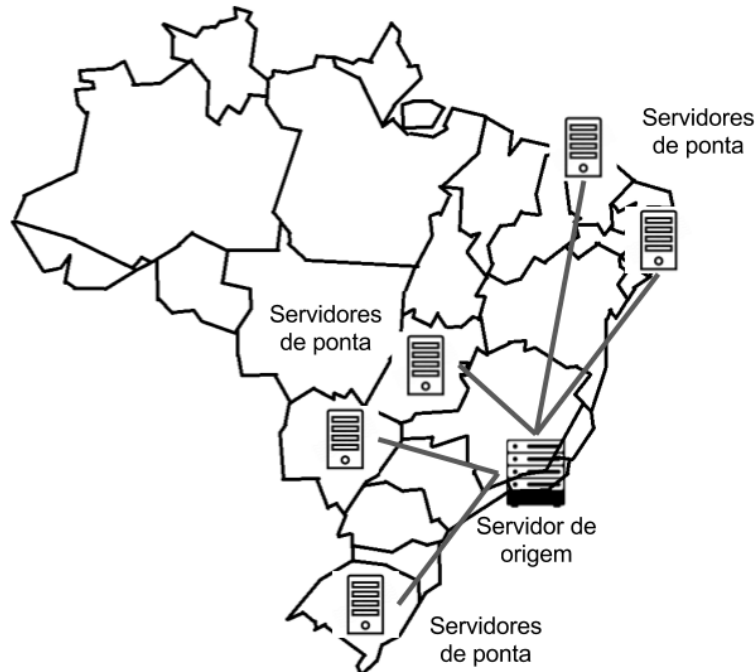 Servidores
de ponta
Servidores
de ponta
Servidor de
origem
Servidores
de ponta